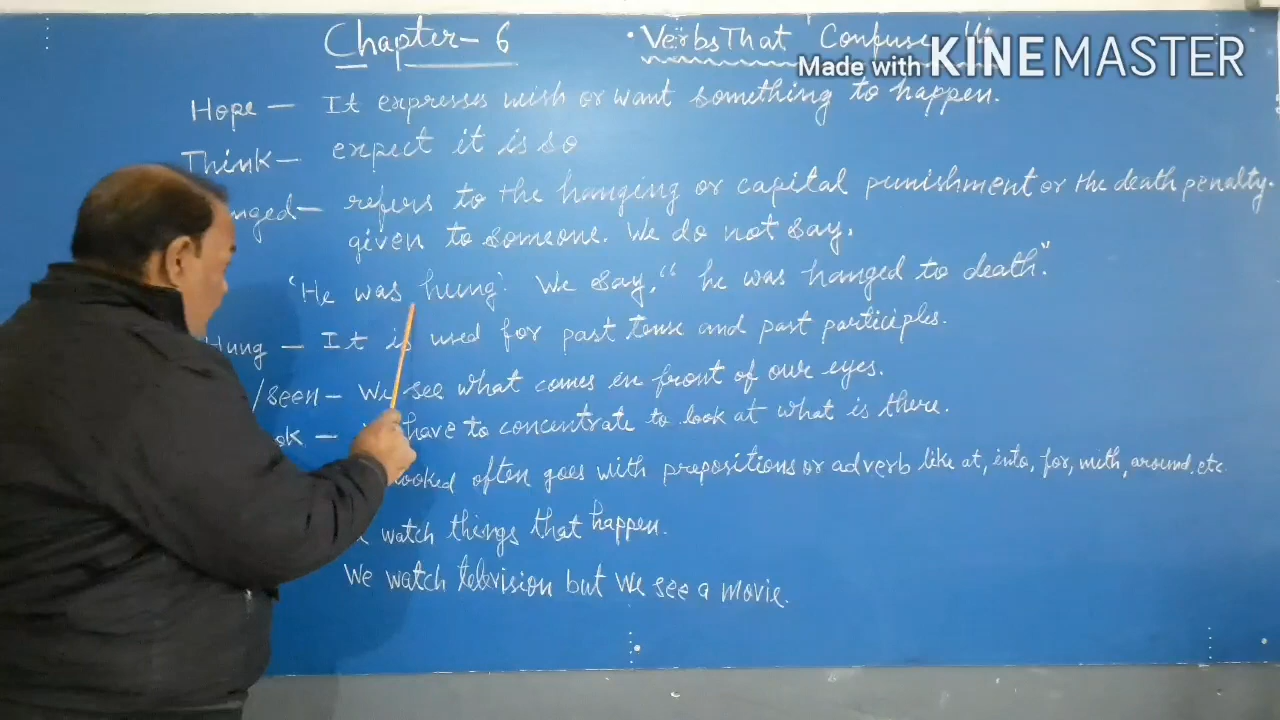 Chapter- 6 • Verbs That Confuse
Made with KINEMASTER
Hope — It expresses wish or want something to happen.
Think — expect it is so
nged — refers to the hanging or capital punishment or the death penalty.
given to someone. We do not say.
'He was hung'. We say, “ he was hanged to death.”
Hung — It is used for past tense and past participles.
/seen — We see what comes in front of our eyes.
ok — have to concentrate to look at what is there.
looked often goes with prepositions or adverb like at, into, for, with, around, etc.
watch things that happen.
We watch television but we see a movie.